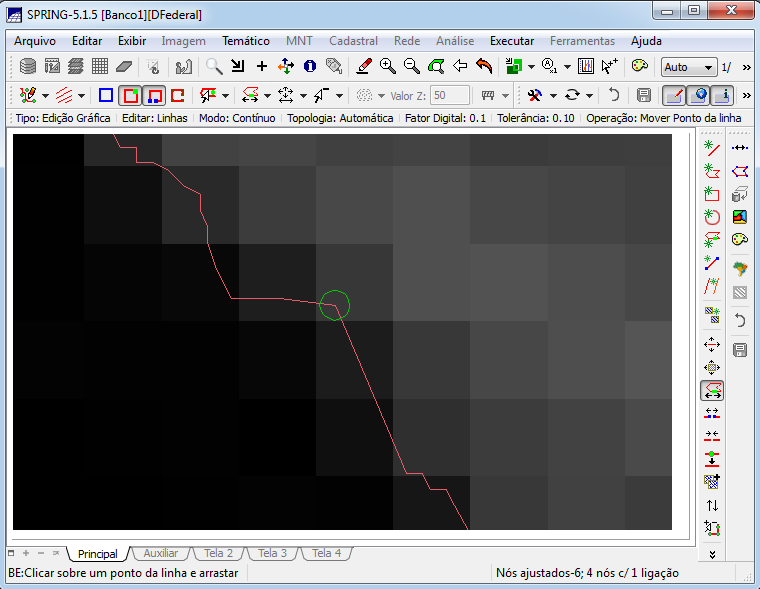 SPRING-5.1.5 [Banco1][DFederal]
Arquivo Editar Exibir Imagem Temático MNT Cadastral Rede Análise Executar Ferramentas Ajuda
Auto 1/ »
Valor Z: 50 »
Tipo: Edição Gráfica Editar: Linhas Modo: Contínuo Topologia: Automática Fator Digital: 0.1 Tolerância: 0.10 Operação: Mover Ponto da linha
Principal Auxiliar Tela 2 Tela 3 Tela 4
BE:Clicar sobre um ponto da linha e arrastar Nós ajustados-6; 4 nós c/ 1 ligação